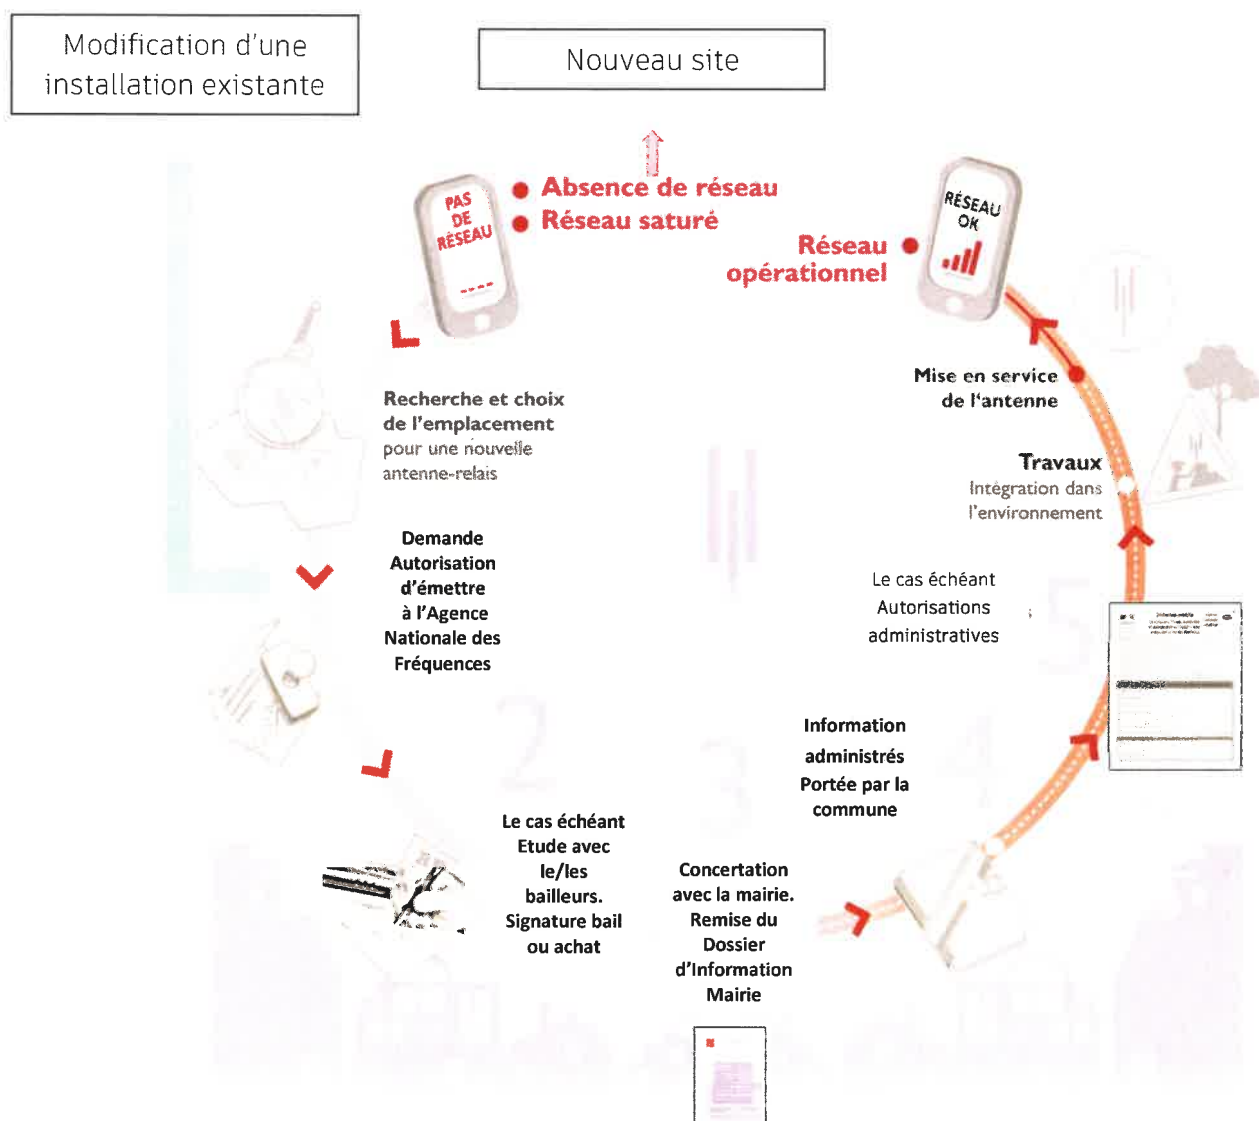 Modification d'une
installation existante
Nouveau site
PAS
DE
RÉSEAU
Absence de réseau
Réseau saturé
RÉSEAU
OK
Réseau
opérationnel
Recherche et choix
de l'emplacement
pour une nouvelle
antenne-relais
Mise en service
de l'antenne
Travaux
Intégration dans
l'environnement
Demande
Autorisation
d'émettre
à l'Agence
Nationale des
Fréquences
Le cas échéant
Autorisations
administratives
5
2
3
4
Information
administrés
Portée par la
commune
Le cas échéant
Etude avec
le/les
bailleurs.
Signature bail
ou achat
Concertation
avec la mairie.
Remise du
Dossier
d'Information
Mairie